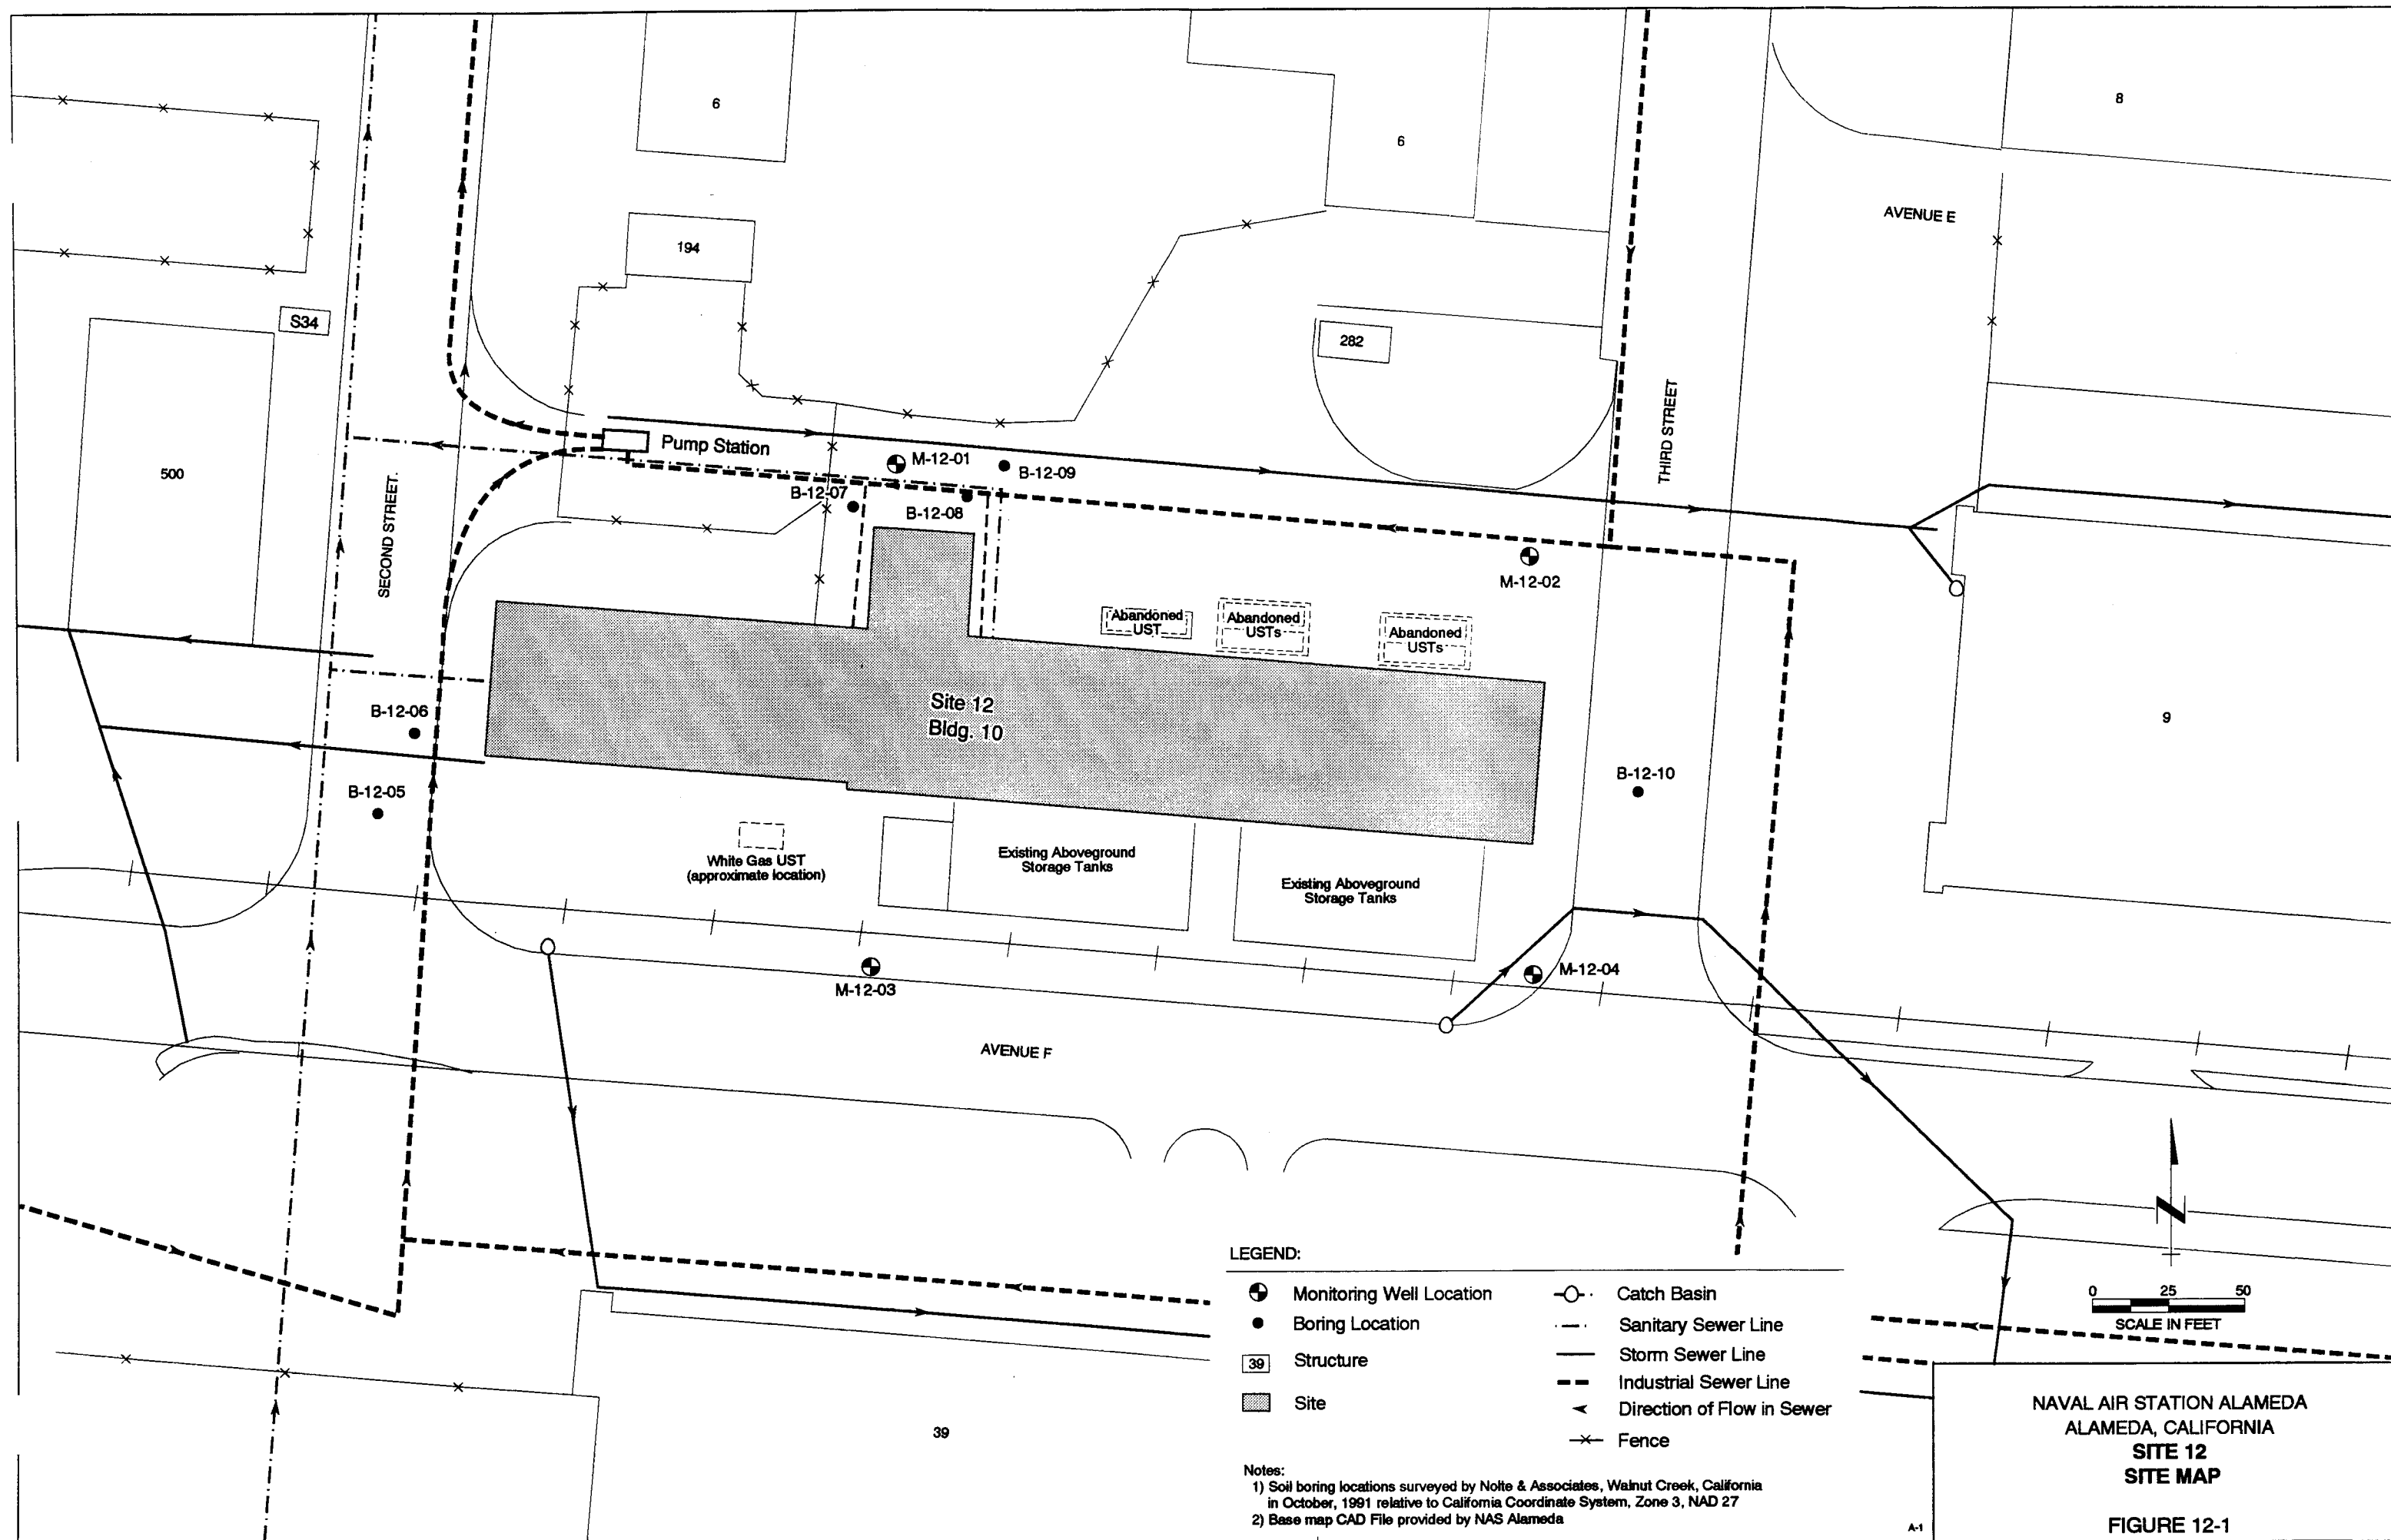 6
8
6
AVENUE E
194
S34
282
THIRD STREET
Pump Station
M-12-01
B-12-09
500
B-12-07
B-12-08
SECOND STREET.
M-12-02
Abandoned
UST
Abandoned
USTs
Abandoned
USTs
Site 12
Bldg. 10
B-12-06
9
B-12-10
B-12-05
White Gas UST
(approximate location)
Existing Aboveground
Storage Tanks
Existing Aboveground
Storage Tanks
M-12-03
M-12-04
AVENUE F
N
LEGEND:
Monitoring Well Location
Boring Location
39 Structure
Site
Catch Basin
Sanitary Sewer Line
Storm Sewer Line
Industrial Sewer Line
Direction of Flow in Sewer
Fence
0 25 50
SCALE IN FEET
39
Notes:
1) Soil boring locations surveyed by Nolte & Associates, Walnut Creek, California
in October, 1991 relative to California Coordinate System, Zone 3, NAD 27
2) Base map CAD File provided by NAS Alameda
A-1
NAVAL AIR STATION ALAMEDA
ALAMEDA, CALIFORNIA
SITE 12
SITE MAP
FIGURE 12-1